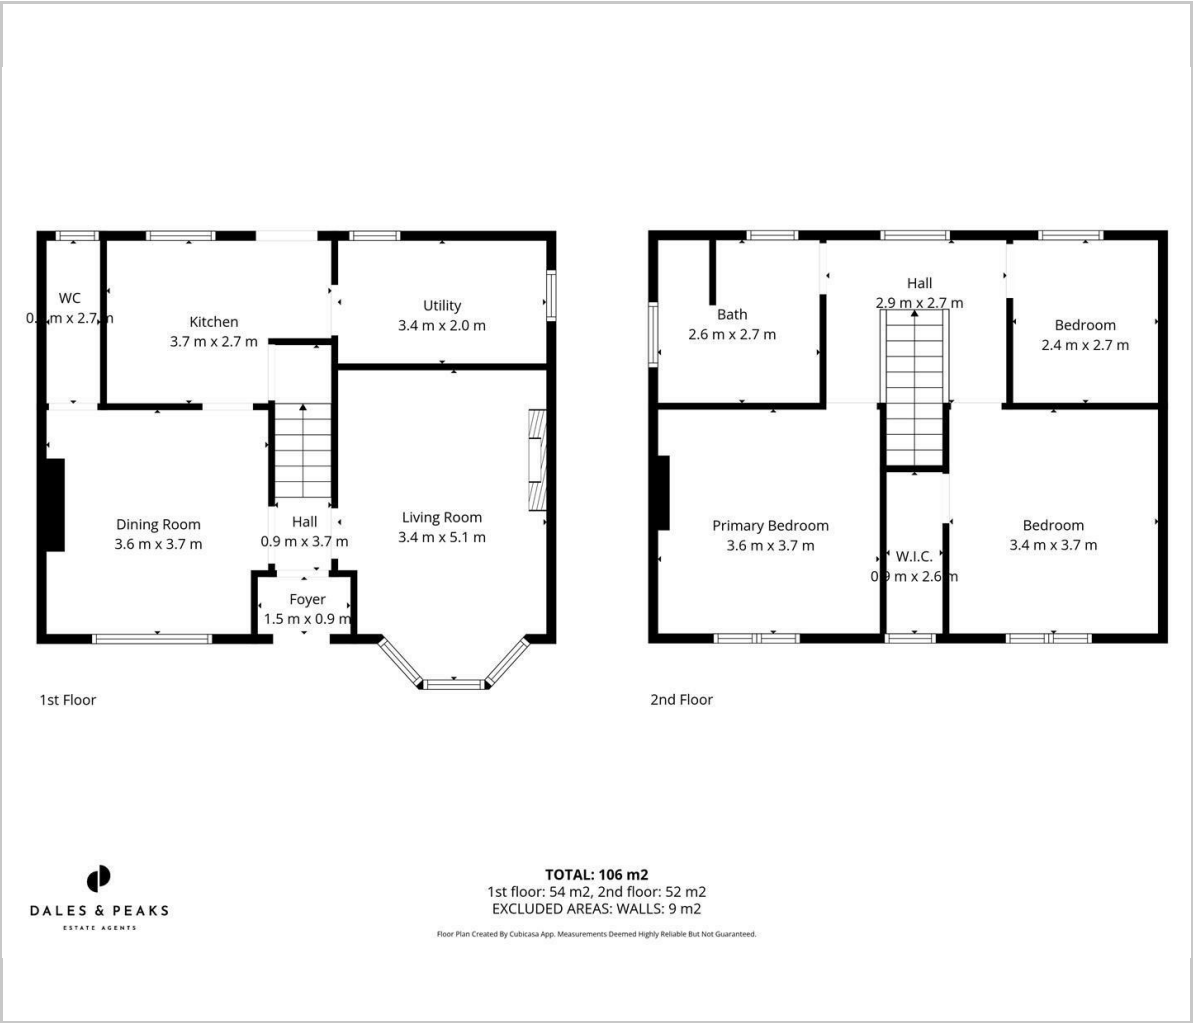 WC
Kitchen
3.7 m x 2.7 m
Utility
3.4 m x 2.0 m
Dining Room
3.6 m x 3.7 m
Hall
0.9 m x 3.7 m
Living Room
3.4 m x 5.1 m
Foyer
1.5 m x 0.9 m
1st Floor
Hall
2.9 m x 2.7 m
Bath
2.6 m x 2.7 m
Bedroom
2.4 m x 2.7 m
Primary Bedroom
3.6 m x 3.7 m
W.I.C.
0.9 m x 2.6 m
Bedroom
3.4 m x 3.7 m
2nd Floor
DALES & PEAKS
ESTATE AGENTS
TOTAL: 106 m2
1st floor: 54 m2, 2nd floor: 52 m2
EXCLUDED AREAS: WALLS: 9 m2
Floor Plan Created By Cubicasa App. Measurements Deemed Highly Reliable But Not Guaranteed.